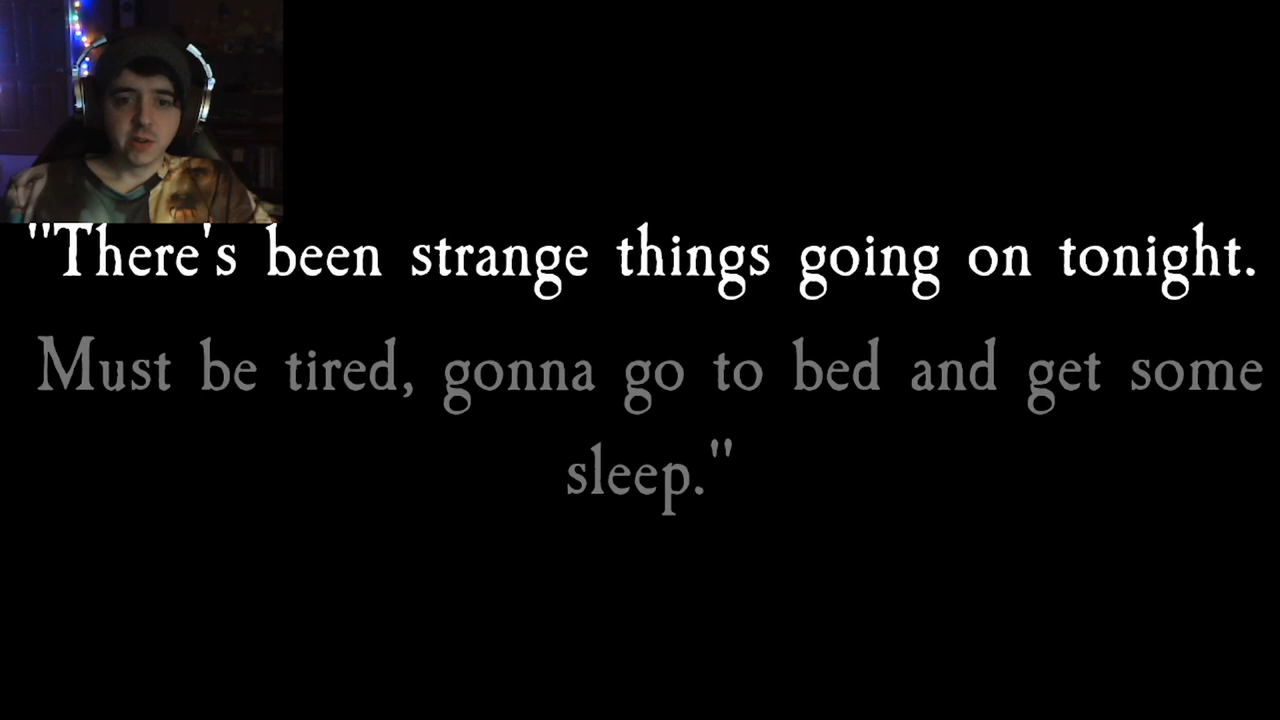 "There's been strange things going on tonight.
Must be tired, gonna go to bed and get some
sleep."